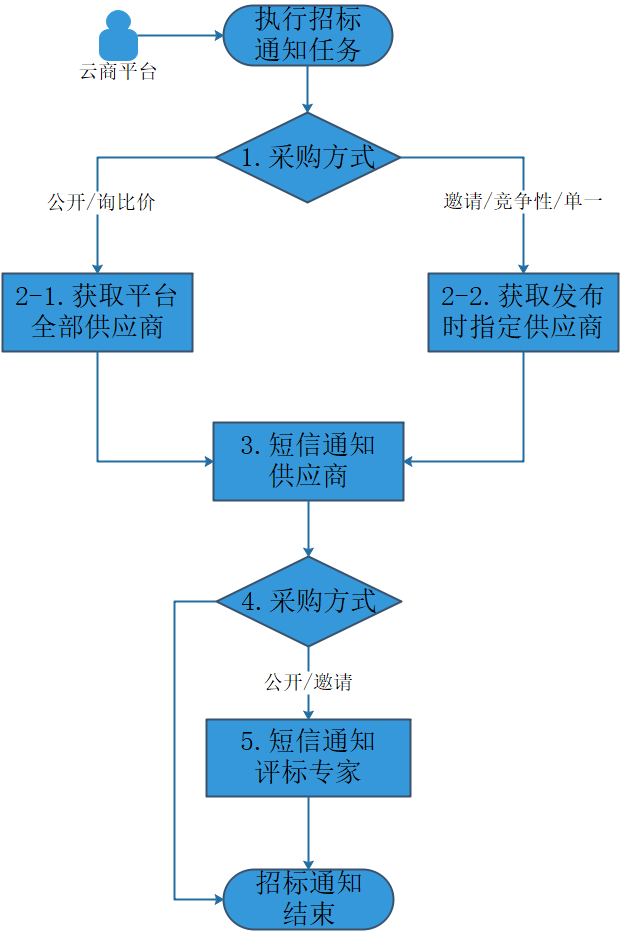 执行招标
通知任务
云商平台
1.采购方式
公开/询比价
邀请/竞争性/单一
2-1.获取平台
全部供应商
2-2.获取发布
时指定供应商
3.短信通知
供应商
4.采购方式
公开/邀请
5.短信通知
评标专家
招标通知
结束